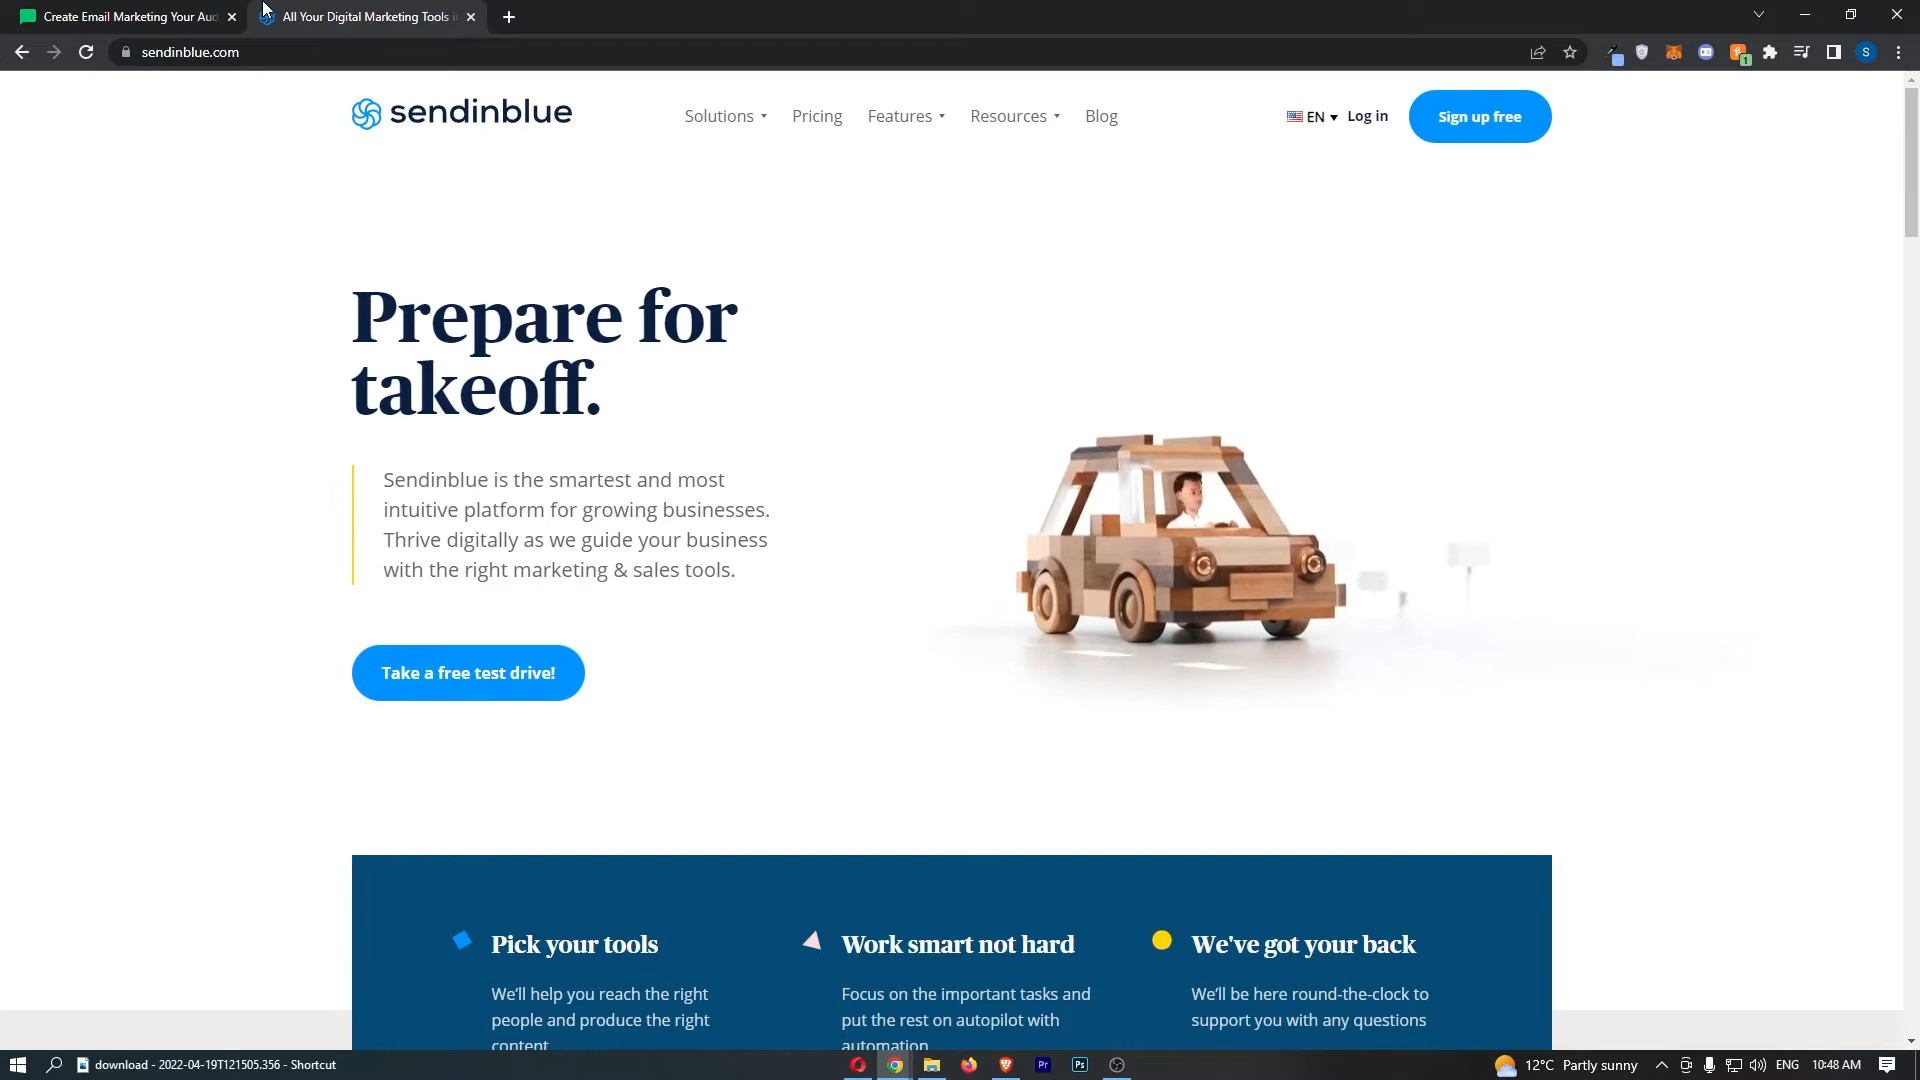 Create Email Marketing Your Aud
All Your Digital Marketing Tools i
sendinblue.com
S
1
sendinblue
Solutions
Pricing
Features
Resources
Blog
EN
Log in
Sign up free
Prepare for
takeoff.
Sendinblue is the smartest and most
intuitive platform for growing businesses.
Thrive digitally as we guide your business
with the right marketing & sales tools.
Take a free test drive!
Pick your tools
We'll help you reach the right
people and produce the right
content
Work smart not hard
Focus on the important tasks and
put the rest on autopilot with
automation
We've got your back
We'll be here round-the-clock to
support you with any questions
download - 2022-04-19T121505.356 - Shortcut
Pr
Ps
12°C Partly sunny
ENG
10:48 AM